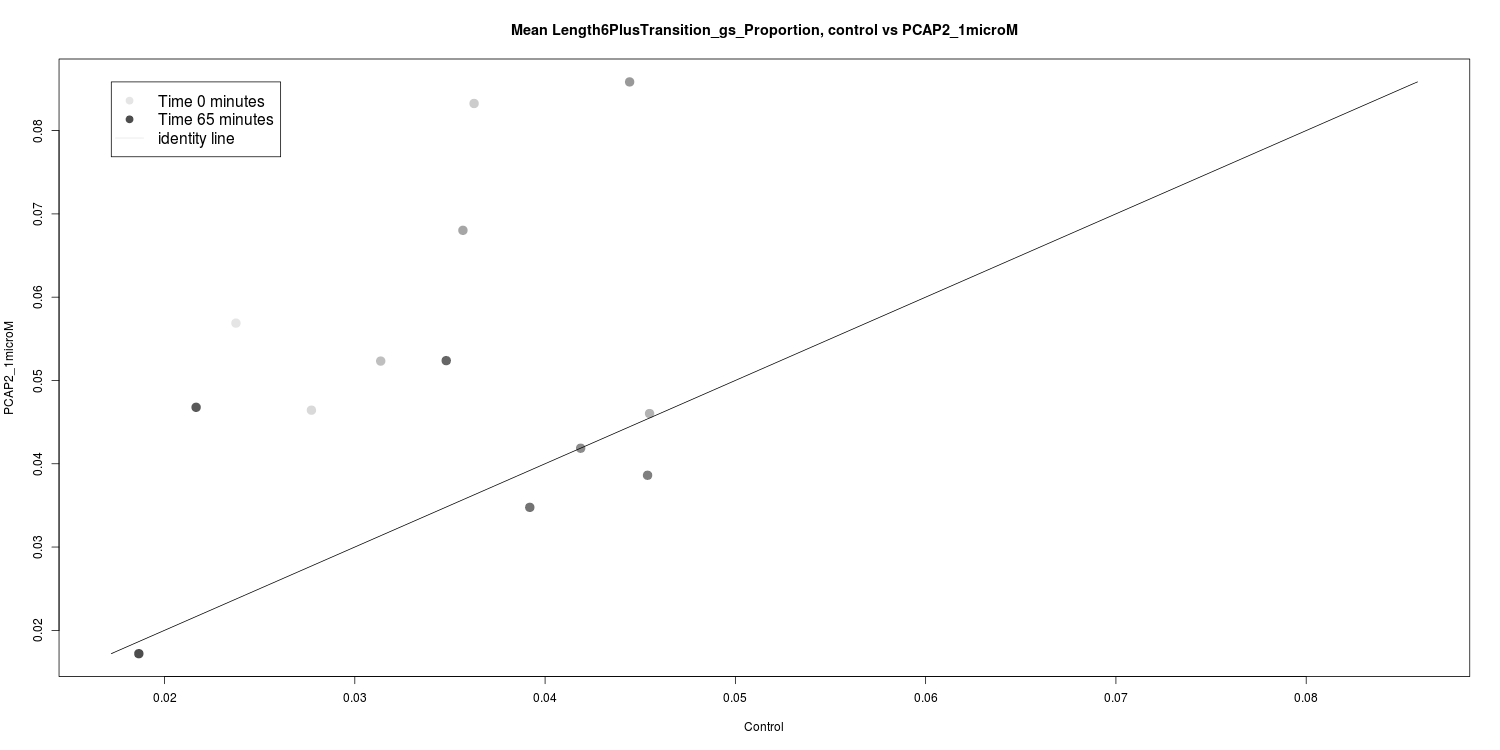 Mean Length6PlusTransition_gs_Proportion, control vs PCAP2_1microM
Time 0 minutes
Time 65 minutes
identity line
PCAP2_1microM
0.08
0.07
0.06
0.05
0.04
0.03
0.02
0.02 0.03 0.04 0.05 0.06 0.07 0.08
Control